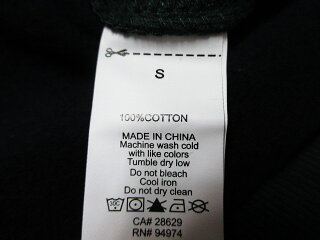 S
100%COTTON
MADE IN CHINA
Machine wash cold
with like colors
Tumble dry low
Do not bleach
Cool iron
Do not dry clean
CA# 28629
RN# 94974